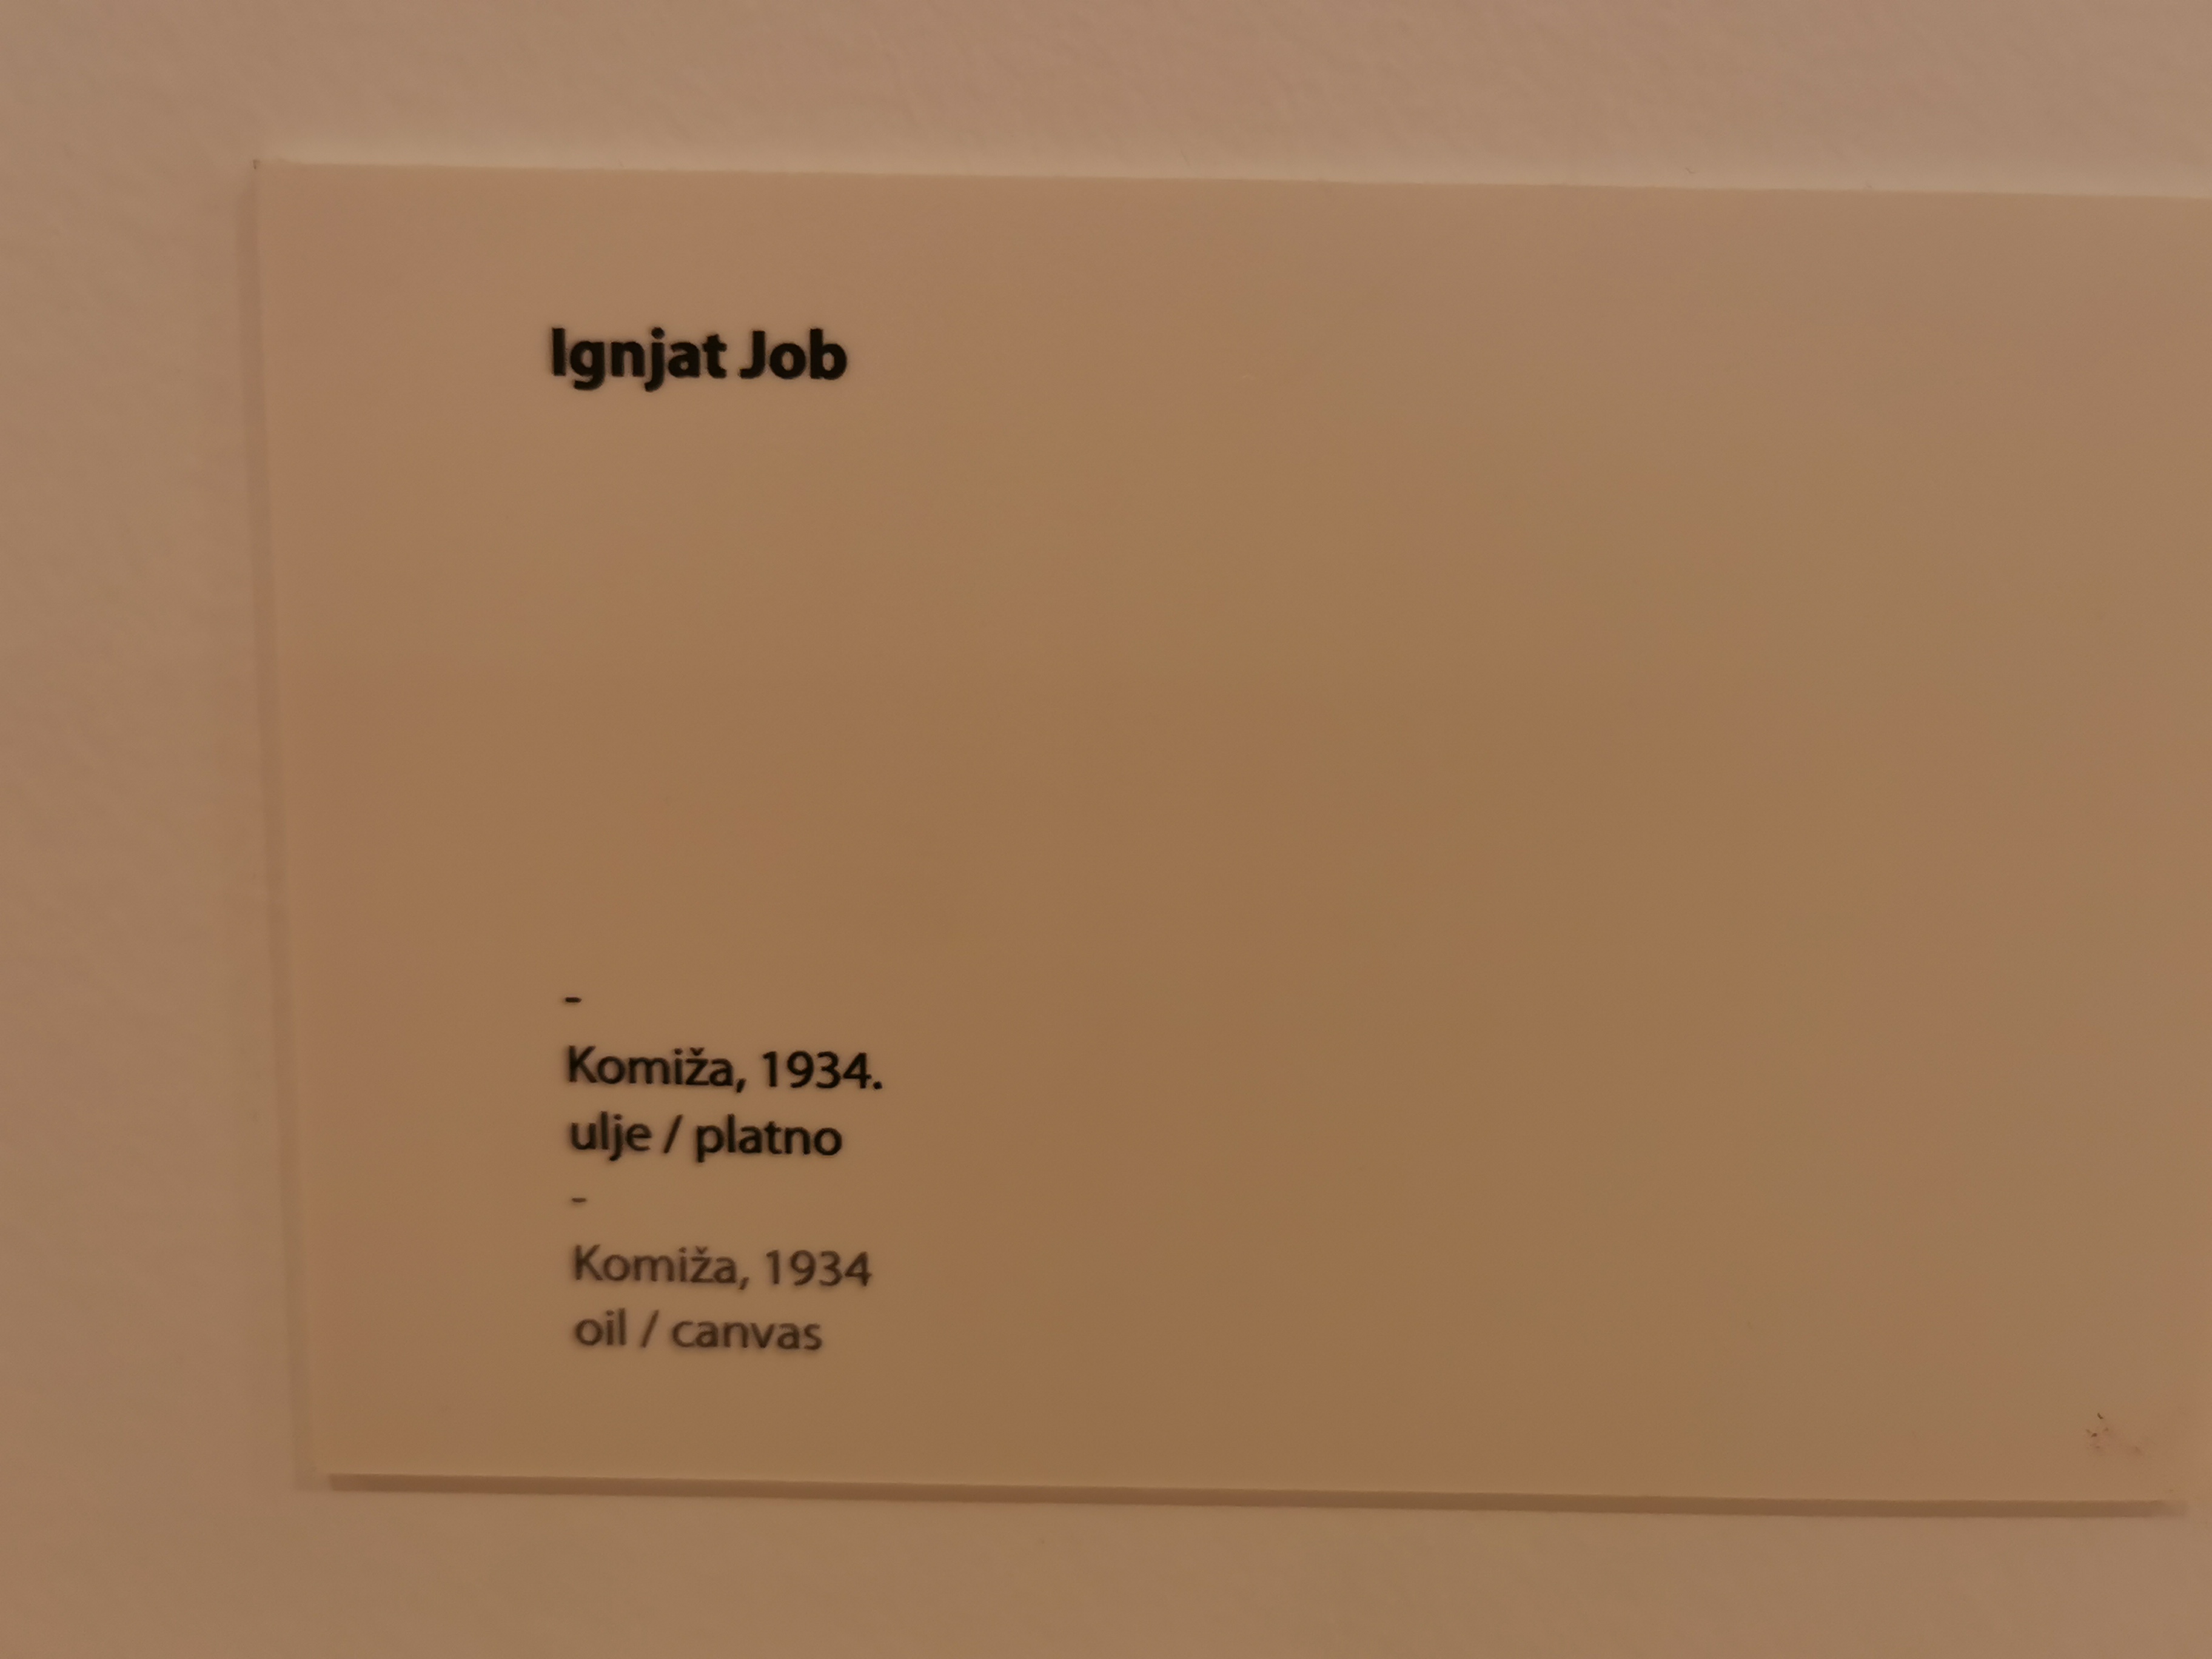 Ignjat Job
-
Komiža, 1934.
ulje / platno
-
Komiža, 1934
oil / canvas